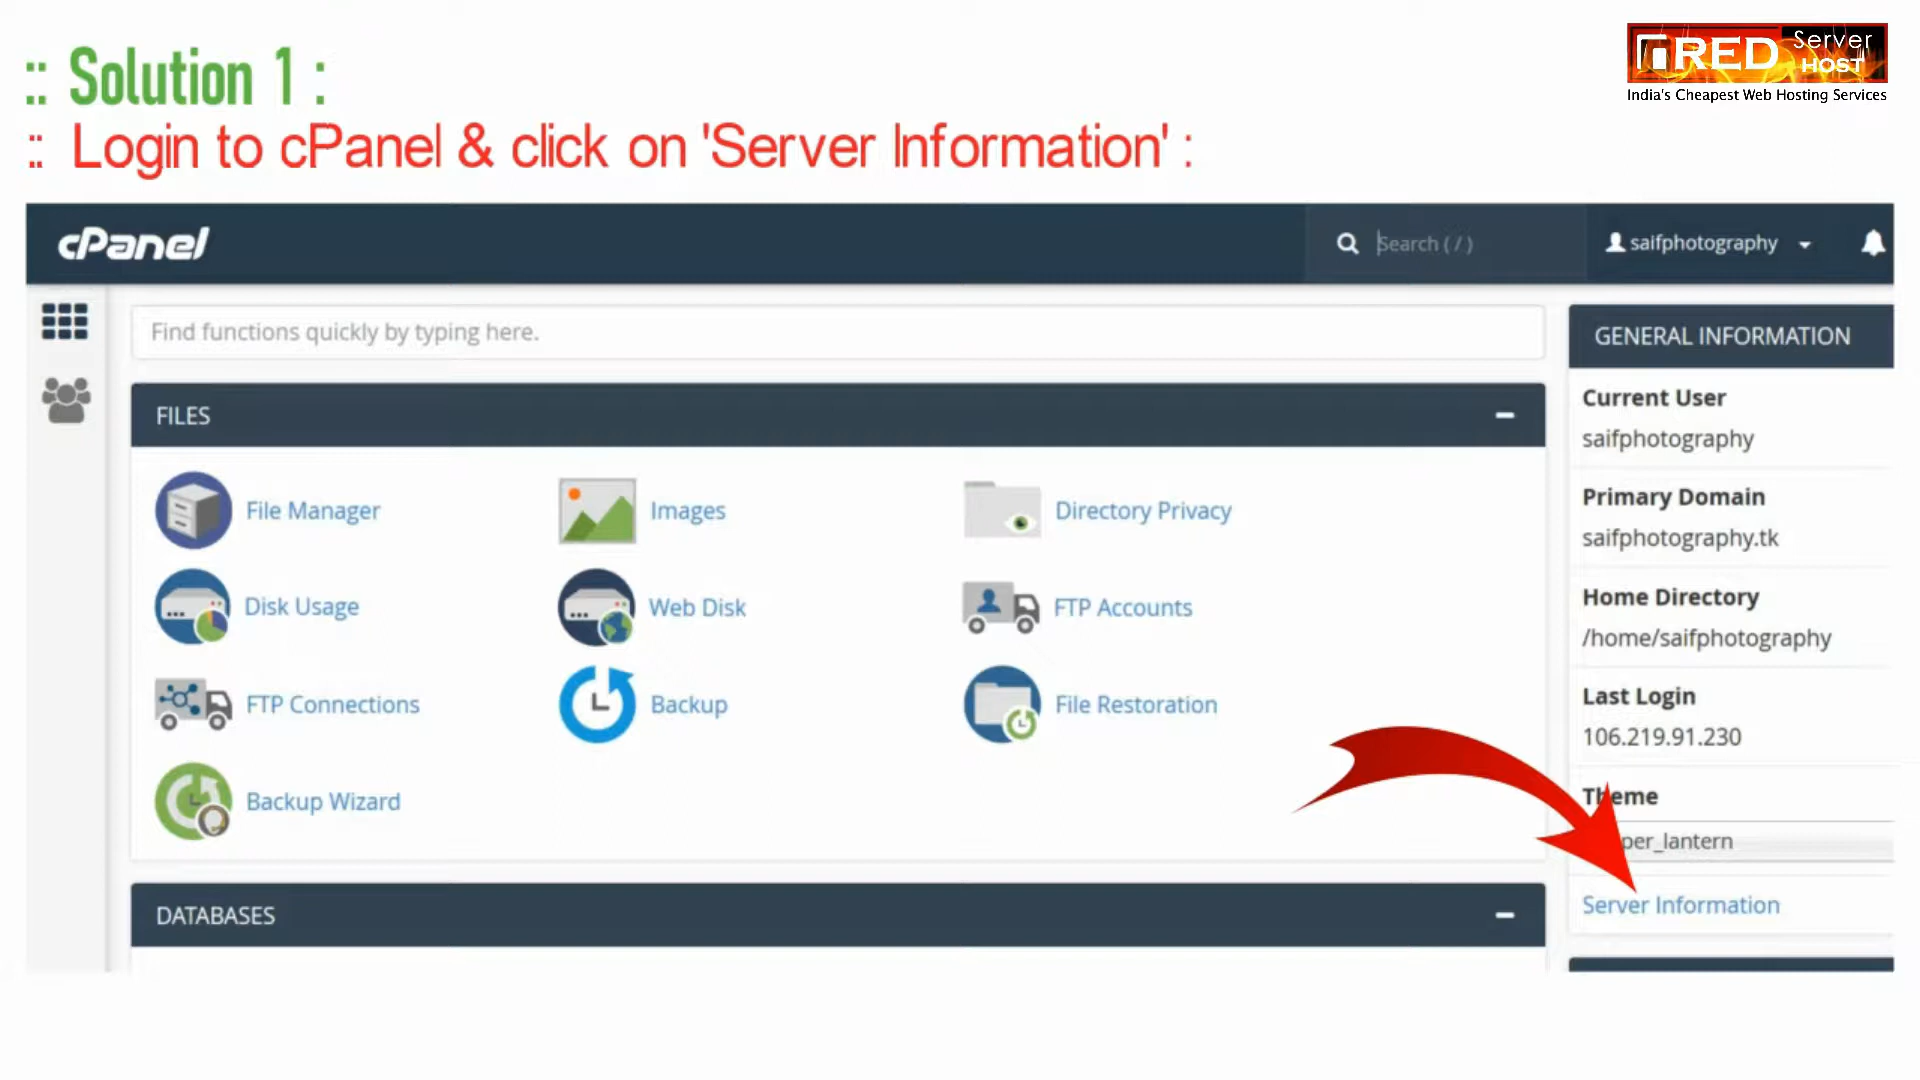 :: Solution 1 :
:: Login to cPanel & click on 'Server Information' :
RED Server HOST
India's Cheapest Web Hosting Services
cPanel
Search ( / )
saifphotography
Find functions quickly by typing here.
FILES
File Manager
Images
Directory Privacy
Disk Usage
Web Disk
FTP Accounts
FTP Connections
Backup
File Restoration
Backup Wizard
DATABASES
GENERAL INFORMATION
Current User
saifphotography
Primary Domain
saifphotography.tk
Home Directory
/home/saifphotography
Last Login
106.219.91.230
Theme
per_lantern
Server Information